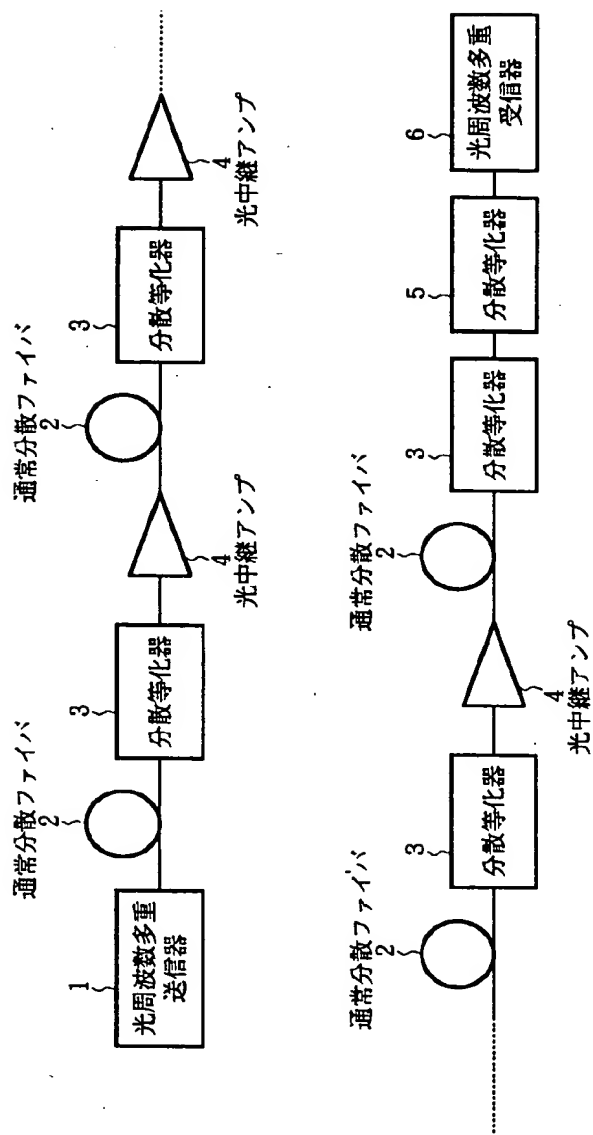 通常分散ファイバ
2
通常分散ファイバ
2
1
光周波数多重
送信器
3
分散等化器
4
光中継アンプ
3
分散等化器
4
光中継アンプ
通常分散ファイバ
2
通常分散ファイバ
2
3
分散等化器
4
光中継アンプ
3
分散等化器
5
分散等化器
6
光周波数多重
受信器